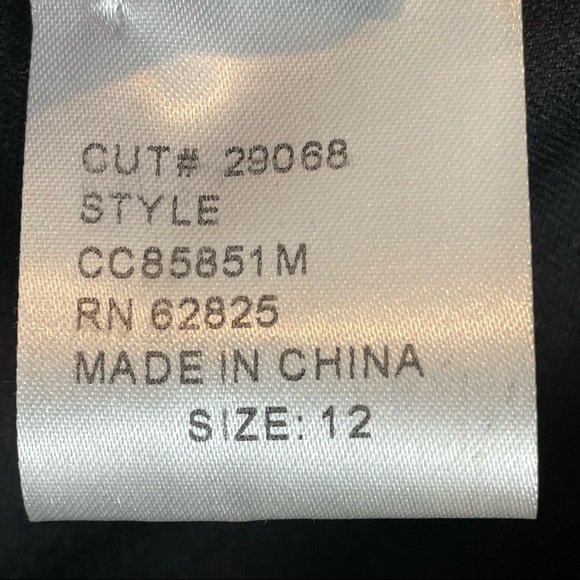 CUT# 29068
STYLE
CC85851M
RN 62825
MADE IN CHINA
SIZE: 12